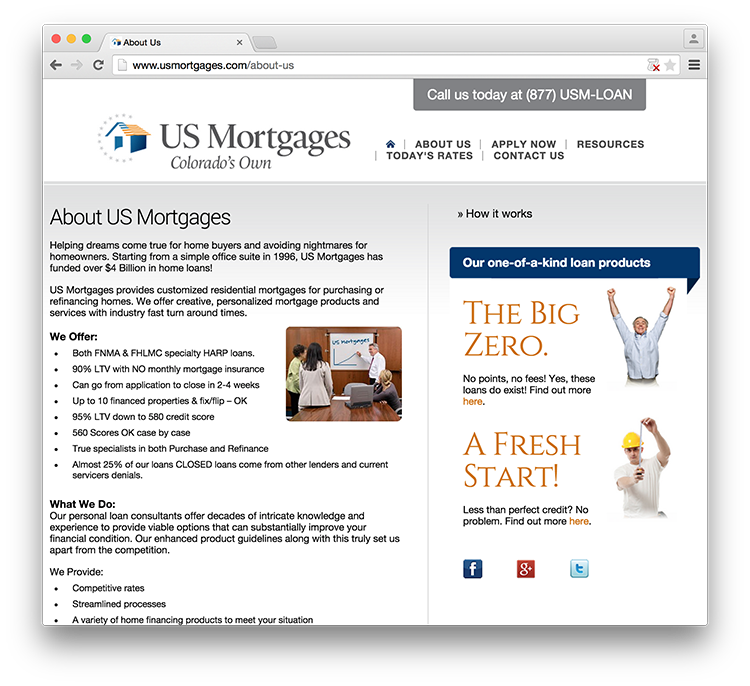 About Us
www.usmortgages.com/about-us
Call us today at (877) USM-LOAN
US Mortgages
Colorado's Own
ABOUT US | APPLY NOW | RESOURCES
| TODAY'S RATES | CONTACT US
About US Mortgages
Helping dreams come true for home buyers and avoiding nightmares for
homeowners. Starting from a simple office suite in 1996, US Mortgages has
funded over $4 Billion in home loans!
US Mortgages provides customized residential mortgages for purchasing or
refinancing homes. We offer creative, personalized mortgage products and
services with industry fast turn around times.
We Offer:
• Both FNMA & FHLMC specialty HARP loans.
• 90% LTV with NO monthly mortgage insurance
• Can go from application to close in 2-4 weeks
• Up to 10 financed properties & fix/flip – OK
• 95% LTV down to 580 credit score
• 560 Scores OK case by case
• True specialists in both Purchase and Refinance
• Almost 25% of our loans CLOSED loans come from other lenders and current
servicers denials.
US Mortgages
What We Do:
Our personal loan consultants offer decades of intricate knowledge and
experience to provide viable options that can substantially improve your
financial condition. Our enhanced product guidelines along with this truly set us
apart from the competition.
We Provide:
• Competitive rates
• Streamlined processes
• A variety of home financing products to meet your situation
» How it works
Our one-of-a-kind loan products
THE BIG
ZERO.
No points, no fees! Yes, these
loans do exist! Find out more
here.
A FRESH
START!
Less than perfect credit? No
problem. Find out more here.